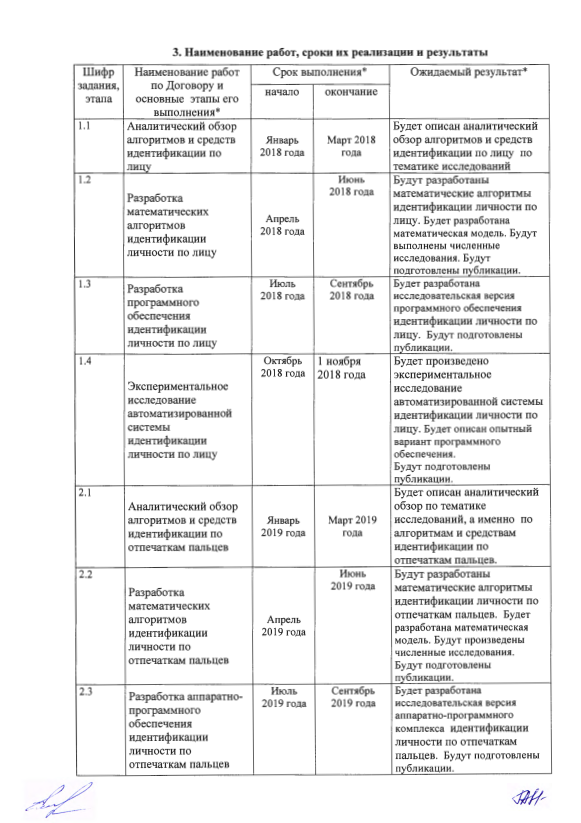 3. Наименование работ, сроки их реализации и результаты
Шифр задания, этапа
Наименование работ по Договору и основные этапы его выполнения*
Срок выполнения*
начало
окончание
Ожидаемый результат*
1.1
Аналитический обзор
алгоритмов и средств
идентификации по
лицу
Январь
2018 года
Март 2018
года
Будет описан аналитический
обзор алгоритмов и средств
идентификации по лицу по
тематике исследований
1.2
Разработка
математических
алгоритмов
идентификации
личности по лицу
Апрель
2018 года
Июнь
2018 года
Будут разработаны
математические алгоритмы
идентификации личности по
лицу. Будет разработана
математическая модель. Будут
выполнены численные
исследования. Будут
подготовлены публикации.
1.3
Разработка
программного
обеспечения
идентификации
личности по лицу
Июль
2018 года
Сентябрь
2018 года
Будет разработана
исследовательская версия
программного обеспечения
идентификации личности по
лицу. Будут подготовлены
публикации.
1.4
Экспериментальное
исследование
автоматизированной
системы
идентификации
личности по лицу
Октябрь
2018 года
1 ноября
2018 года
Будет произведено
экспериментальное
исследование
автоматизированной системы
идентификации личности по
лицу. Будет описан опытный
вариант программного
обеспечения.
Будут подготовлены
публикации.
2.1
Аналитический обзор
алгоритмов и средств
идентификации по
отпечаткам пальцев
Январь
2019 года
Март 2019
года
Будет описан аналитический
обзор по тематике
исследований, а именно по
алгоритмам и средствам
идентификации по
отпечаткам пальцев.
2.2
Разработка
математических
алгоритмов
идентификации
личности по
отпечаткам пальцев
Апрель
2019 года
Июнь
2019 года
Будут разработаны
математические алгоритмы
идентификации личности по
отпечаткам пальцев. Будет
разработана математическая
модель. Будут произведены
численные исследования.
Будут подготовлены
публикации.
2.3
Разработка аппаратно-
программного
обеспечения
идентификации
личности по
отпечаткам пальцев
Июль
2019 года
Сентябрь
2019 года
Будет разработана
исследовательская версия
аппаратно-программного
комплекса идентификации
личности по отпечаткам
пальцев. Будут подготовлены
публикации.